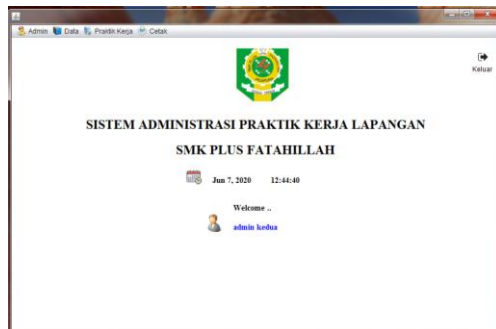 Admin Data Praktik Kerja Cetak
Keluar
SISTEM ADMINISTRASI PRAKTIK KERJA LAPANGAN
SMK PLUS FATAHILLAH
Jun 7, 2020 12:44:40
Welcome ..
admin kedua